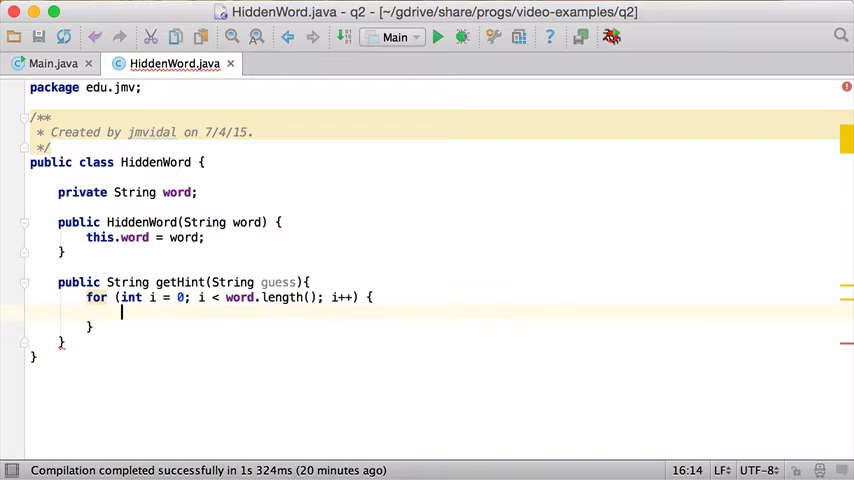 HiddenWord.java - q2 - [~/gdrive/share/progs/video-examples/q2]
Main
Main.java
HiddenWord.java
package edu.jmv;
/**
* Created by jmvidal on 7/4/15.
*/
public class HiddenWord {
private String word;
public HiddenWord(String word) {
this.word = word;
}
public String getHint(String guess){
for (int i = 0; i < word.length(); i++) {
}
}
}
Compilation completed successfully in 1s 324ms (20 minutes ago)
16:14
LF
UTF-8